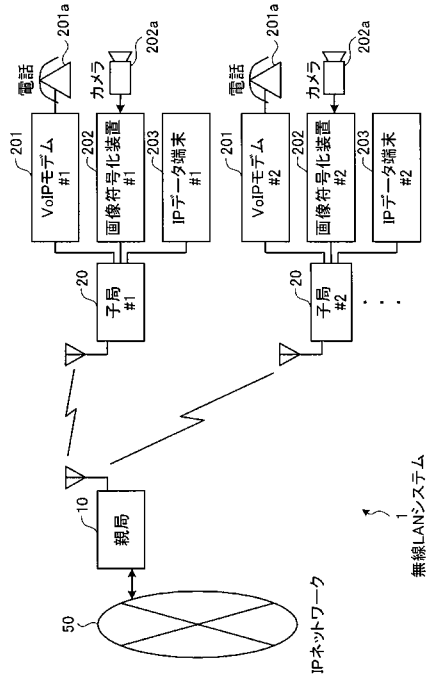 電話
201a
201
VoIPモデム
#1
カメラ
202a
202
画像符号化装置
#1
203
IPデータ端末
#1
20
子局
#1
電話
201a
201
VoIPモデム
#2
カメラ
202a
202
画像符号化装置
#2
203
IPデータ端末
#2
20
子局
#2
・・・
10
親局
50
IPネットワーク
1
無線LANシステム